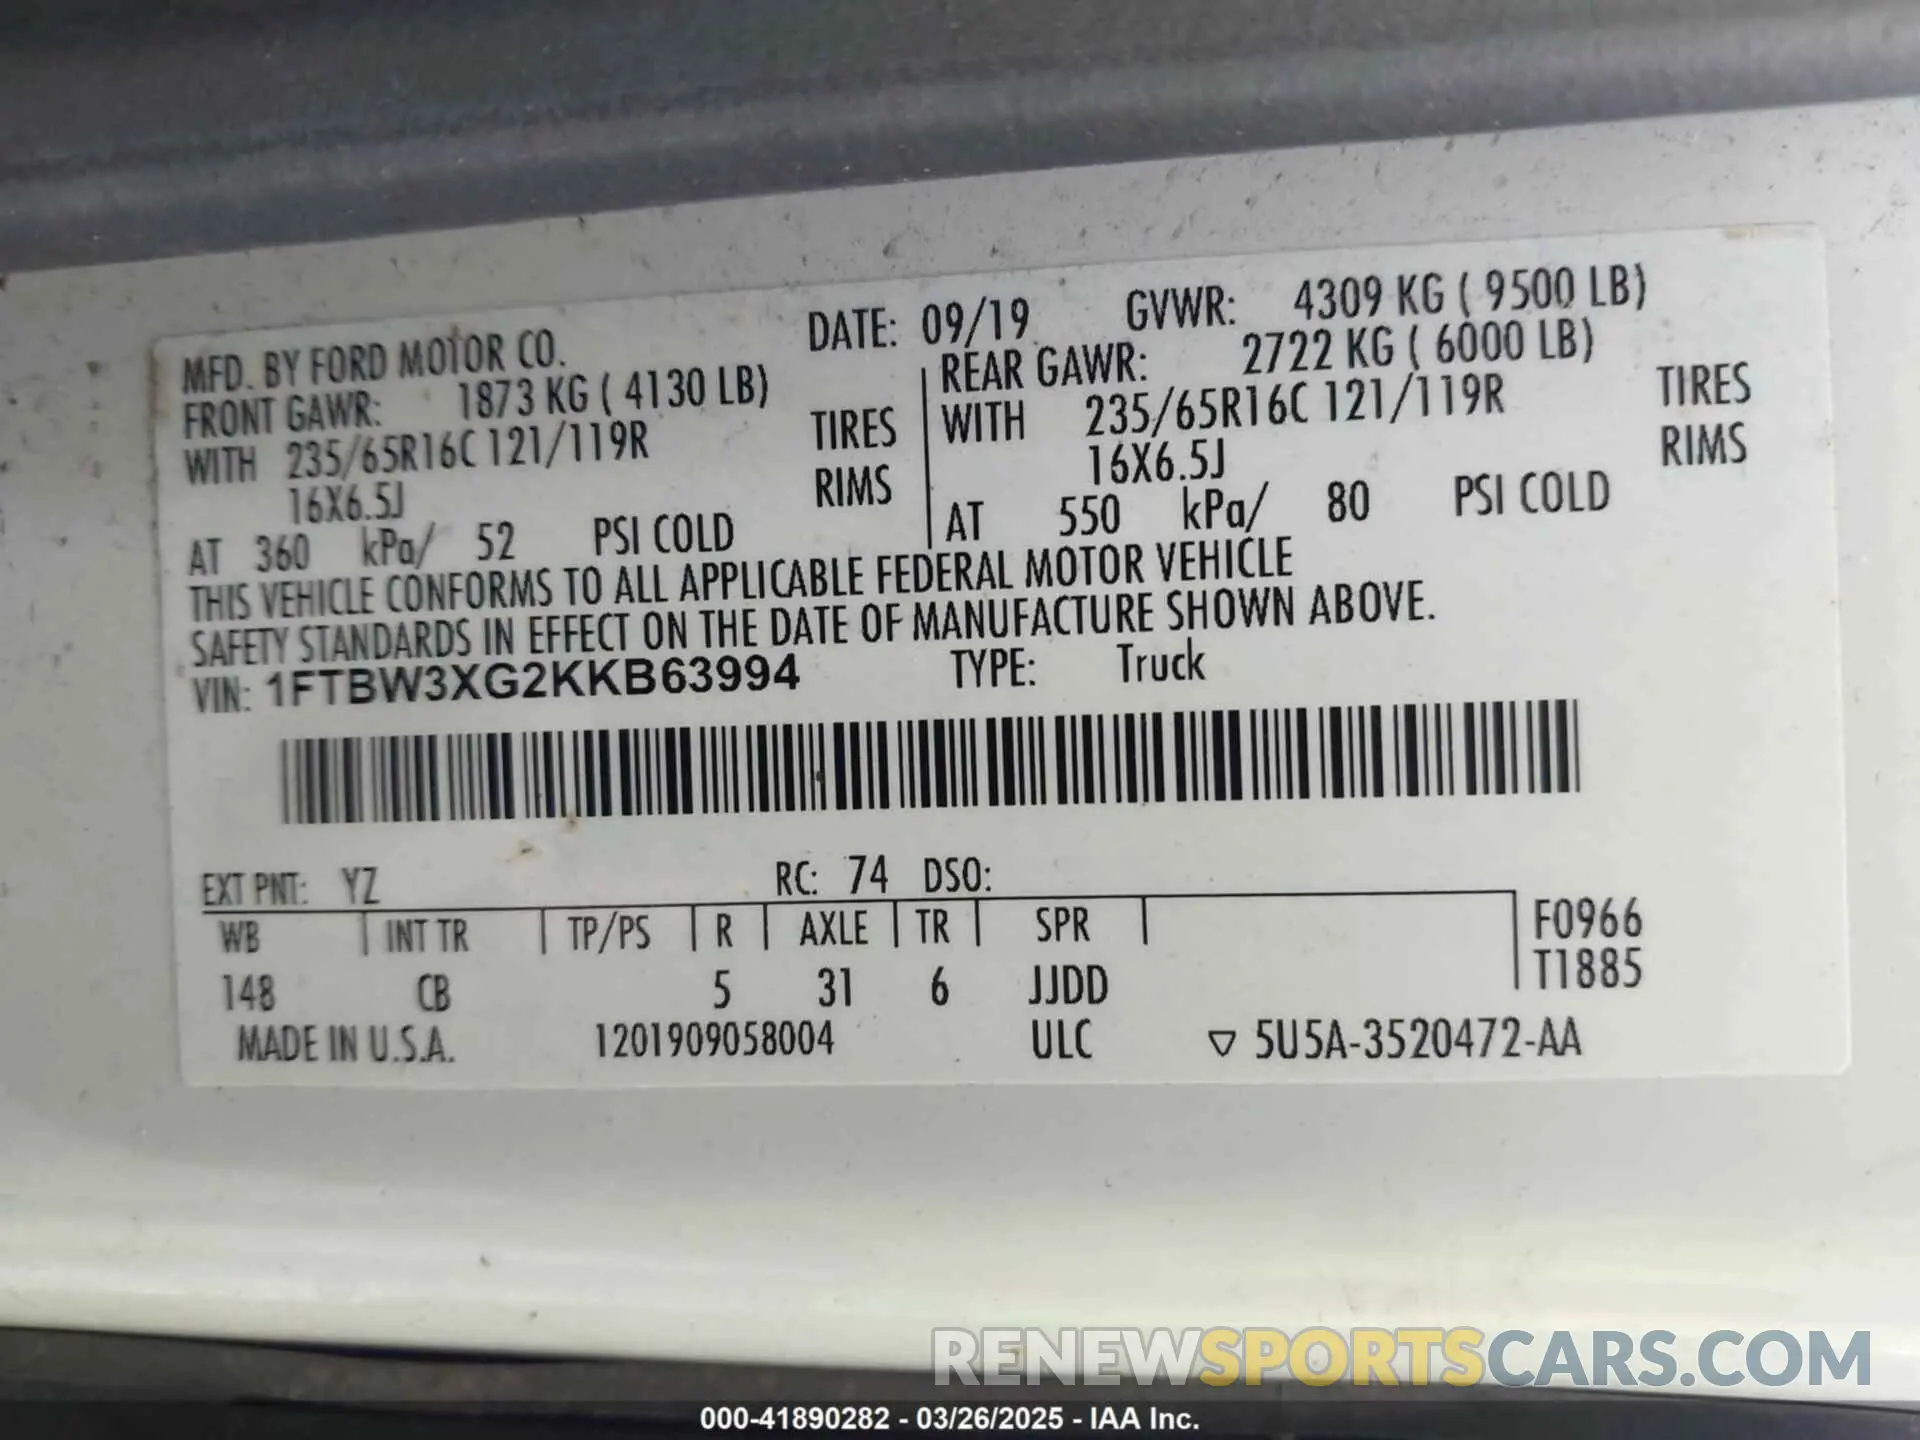 MFD. BY FORD MOTOR CO. DATE: 09/19 GVWR: 4309 KG ( 9500 LB)
FRONT GAWR: 1873 KG ( 4130 LB) REAR GAWR: 2722 KG ( 6000 LB)
WITH 235/65R16C 121/119R TIRES WITH 235/65R16C 121/119R TIRES
16X6.5J RIMS 16X6.5J RIMS
AT 360 kPa/ 52 PSI COLD AT 550 kPa/ 80 PSI COLD
THIS VEHICLE CONFORMS TO ALL APPLICABLE FEDERAL MOTOR VEHICLE
SAFETY STANDARDS IN EFFECT ON THE DATE OF MANUFACTURE SHOWN ABOVE.
VIN: 1FTBW3XG2KKB63994 TYPE: Truck
EXT PNT: YZ RC: 74 DSO:
WB INT TR TP/PS R AXLE TR SPR F0966
148 CB 5 31 6 JJDD T1885
MADE IN U.S.A. 1201909058004 ULC ▽ 5U5A-3520472-AA
RENEWSPORTSCARS.COM
000-41890282 - 03/26/2025 - IAA Inc.